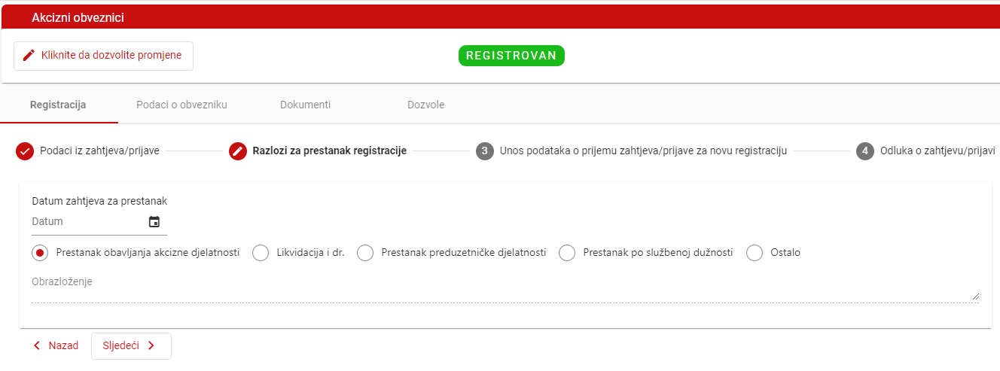 Akcizni obveznici
Kliknite da dozvolite promjene
REGISTROVAN
Registracija Podaci o obvezniku Dokumenti Dozvole
Podaci iz zahtjeva/prijave Razlozi za prestanak registracije 3 Unos podataka o prijemu zahtjeva/prijave za novu registraciju 4 Odluka o zahtjevu/prijavi
Datum zahtjeva za prestanak
Datum
Prestanak obavljanja akcizne djelatnosti Likvidacija i dr. Prestanak preduzetničke djelatnosti Prestanak po službenoj dužnosti Ostalo
Obrazloženje
Nazad Sljedeći